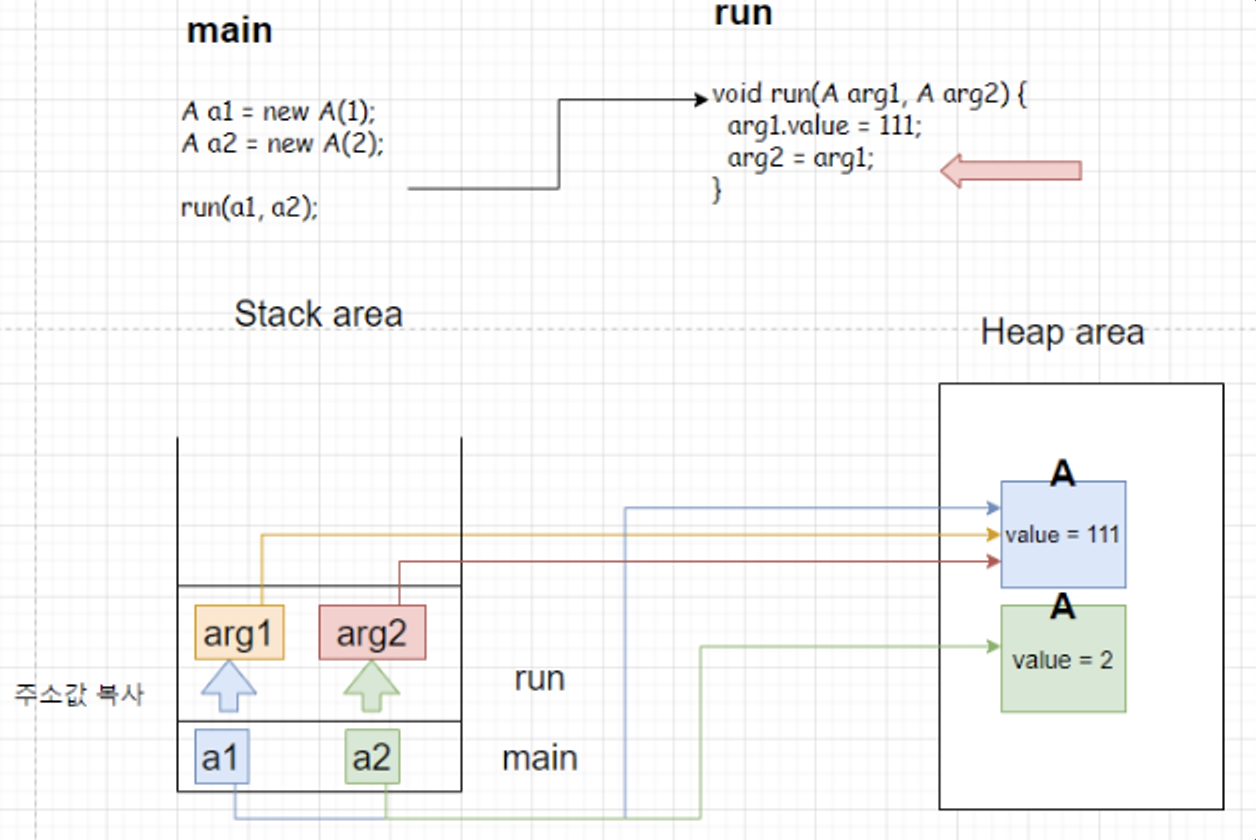 main
run
A a1 = new A(1);
A a2 = new A(2);
run(a1, a2);
void run(A arg1, A arg2) {
arg1.value = 111;
arg2 = arg1;
}
Stack area
Heap area
A
value = 111
A
value = 2
arg1
arg2
run
주소값 복사
a1
a2
main